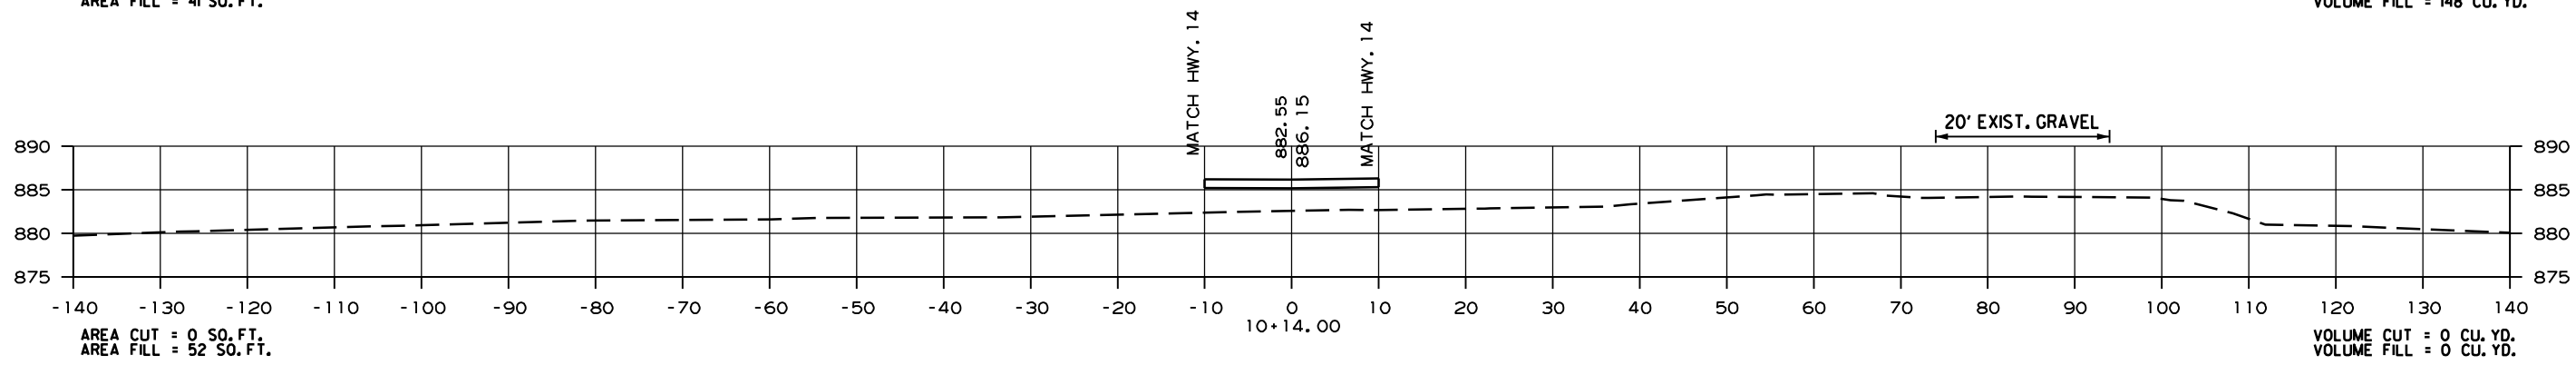 AREA FILL = 41 SO.FT.
VOLUME FILL = 148 CU.YD.
MATCH HWY.14
882.55
886.15
MATCH HWY.14
20' EXIST.GRAVEL
890
890
885
885
880
880
875
875
-140 -130 -120 -110 -100 -90 -80 -70 -60 -50 -40 -30 -20 -10 0 10 20 30 40 50 60 70 80 90 100 110 120 130 140
10+14.00
AREA CUT = 0 SO.FT.
AREA FILL = 52 SO.FT.
VOLUME CUT = 0 CU.YD.
VOLUME FILL = 0 CU.YD.